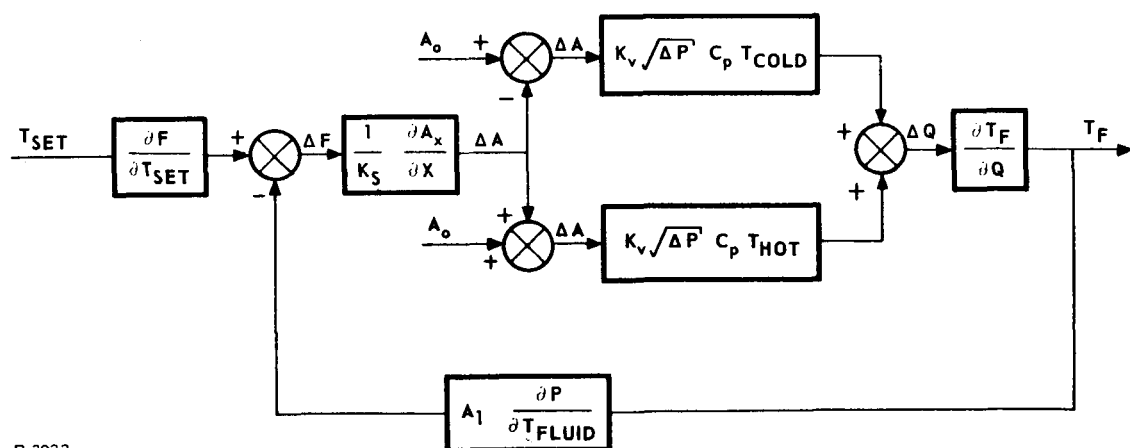 A₀ + ΔA K_v √ΔP C_p T_COLD
−
T_SET ∂F/∂T_SET + ΔF 1/K_S ∂A_x/∂X ΔA + ΔQ ∂T_F/∂Q T_F
− +
A₀ + + ΔA K_v √ΔP C_p T_HOT
A₁ ∂P/∂T_FLUID